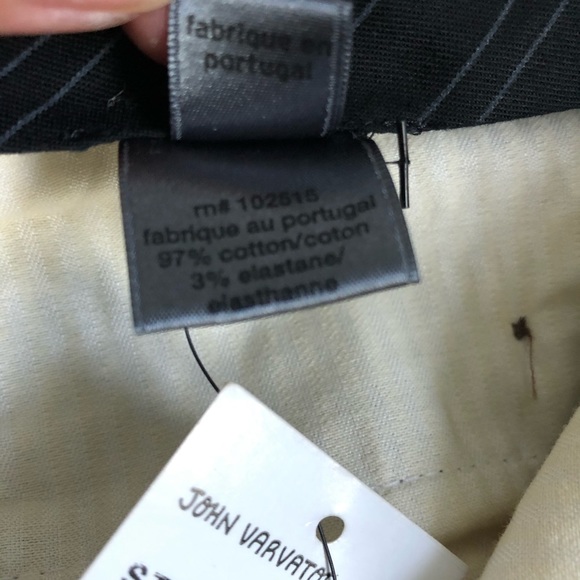 fabrique en
portugal
rn# 102515
fabrique au portugal
97% cotton/coton
3% elastane/
elasthanne
JOHN VARVATO